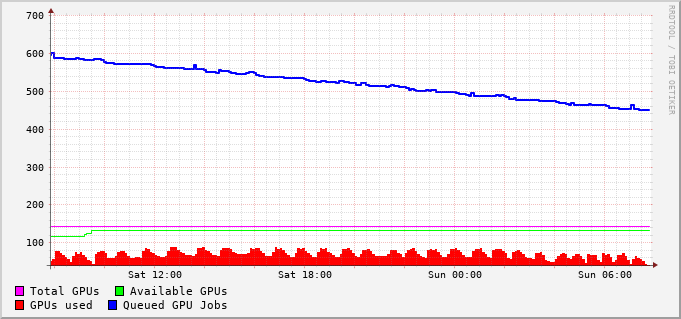 RRDTOOL / TOBI OETIKER
700
600
500
400
300
200
100
Sat 12:00 Sat 18:00 Sun 00:00 Sun 06:00
Total GPUs Available GPUs
GPUs used Queued GPU Jobs